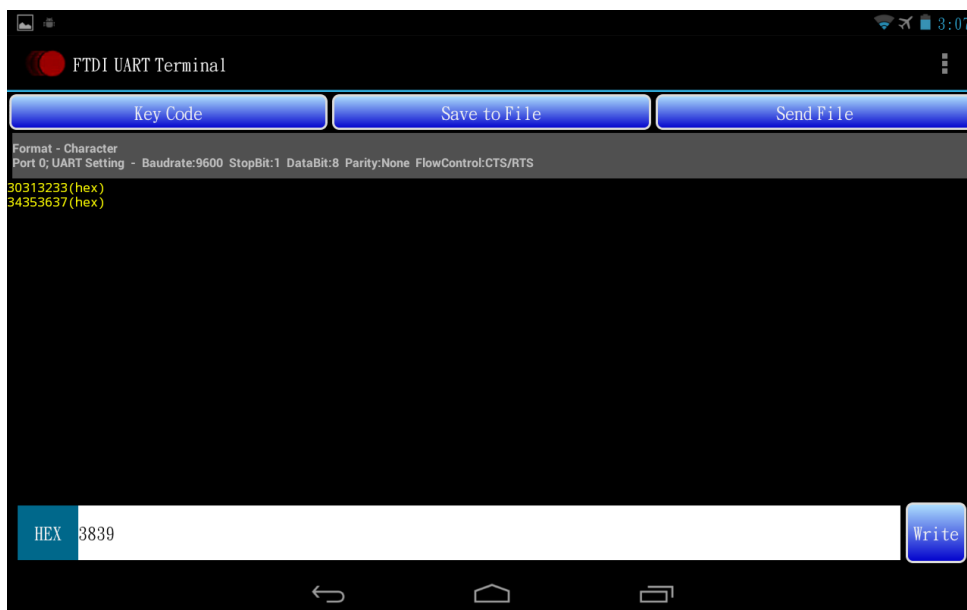 3:07
FTDI UART Terminal
Key Code
Save to File
Send File
Format - Character
Port 0; UART Setting - Baudrate:9600 StopBit:1 DataBit:8 Parity:None FlowControl:CTS/RTS
30313233(hex)
34353637(hex)
HEX
3839
Write